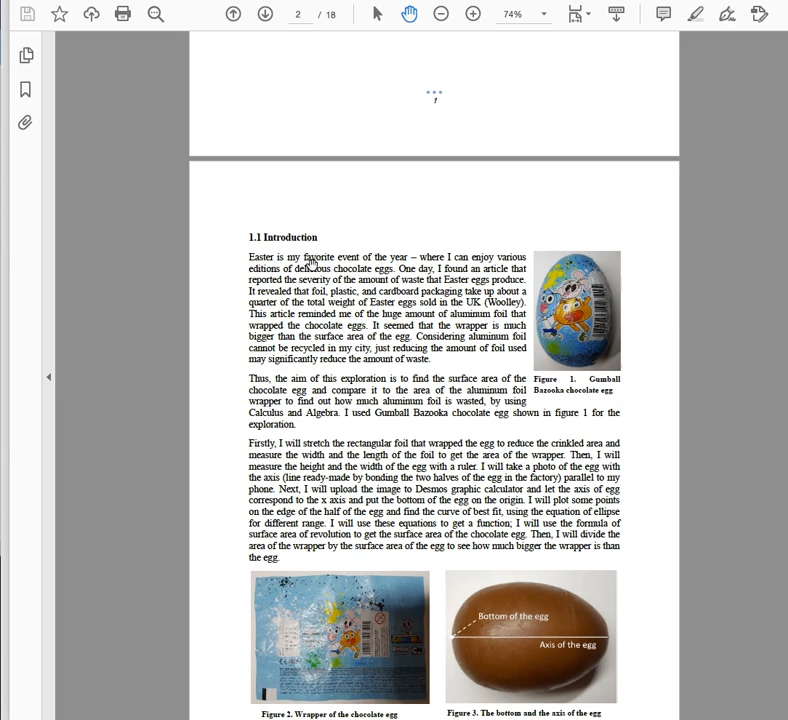 2 / 18
74%
1
1.1 Introduction
Easter is my favorite event of the year – where I can enjoy various
editions of delicious chocolate eggs. One day, I found an article that
reported the severity of the amount of waste that Easter eggs produce.
It revealed that foil, plastic, and cardboard packaging take up about a
quarter of the total weight of Easter eggs sold in the UK (Woolley).
This article reminded me of the huge amount of aluminum foil that
wrapped the chocolate eggs. It seemed that the wrapper is much
bigger than the surface area of the egg. Considering aluminum foil
cannot be recycled in my city, just reducing the amount of foil used
may significantly reduce the amount of waste.
Figure 1. Gumball
Bazooka chocolate egg
Thus, the aim of this exploration is to find the surface area of the
chocolate egg and compare it to the area of the aluminum foil
wrapper to find out how much aluminum foil is wasted, by using
Calculus and Algebra. I used Gumball Bazooka chocolate egg shown in figure 1 for the
exploration.
Firstly, I will stretch the rectangular foil that wrapped the egg to reduce the crinkled area and
measure the width and the length of the foil to get the area of the wrapper. Then, I will
measure the height and the width of the egg with a ruler. I will take a photo of the egg with
the axis (line ready-made by bonding the two halves of the egg in the factory) parallel to my
phone. Next, I will upload the image to Desmos graphic calculator and let the axis of egg
correspond to the x axis and put the bottom of the egg on the origin. I will plot some points
on the edge of the half of the egg and find the curve of best fit, using the equation of ellipse
for different range. I will use these equations to get a function; I will use the formula of
surface area of revolution to get the surface area of the chocolate egg. Then, I will divide the
area of the wrapper by the surface area of the egg to see how much bigger the wrapper is than
the egg.
Bottom of the egg
Axis of the egg
Figure 2. Wrapper of the chocolate egg
Figure 3. The bottom and the axis of the egg